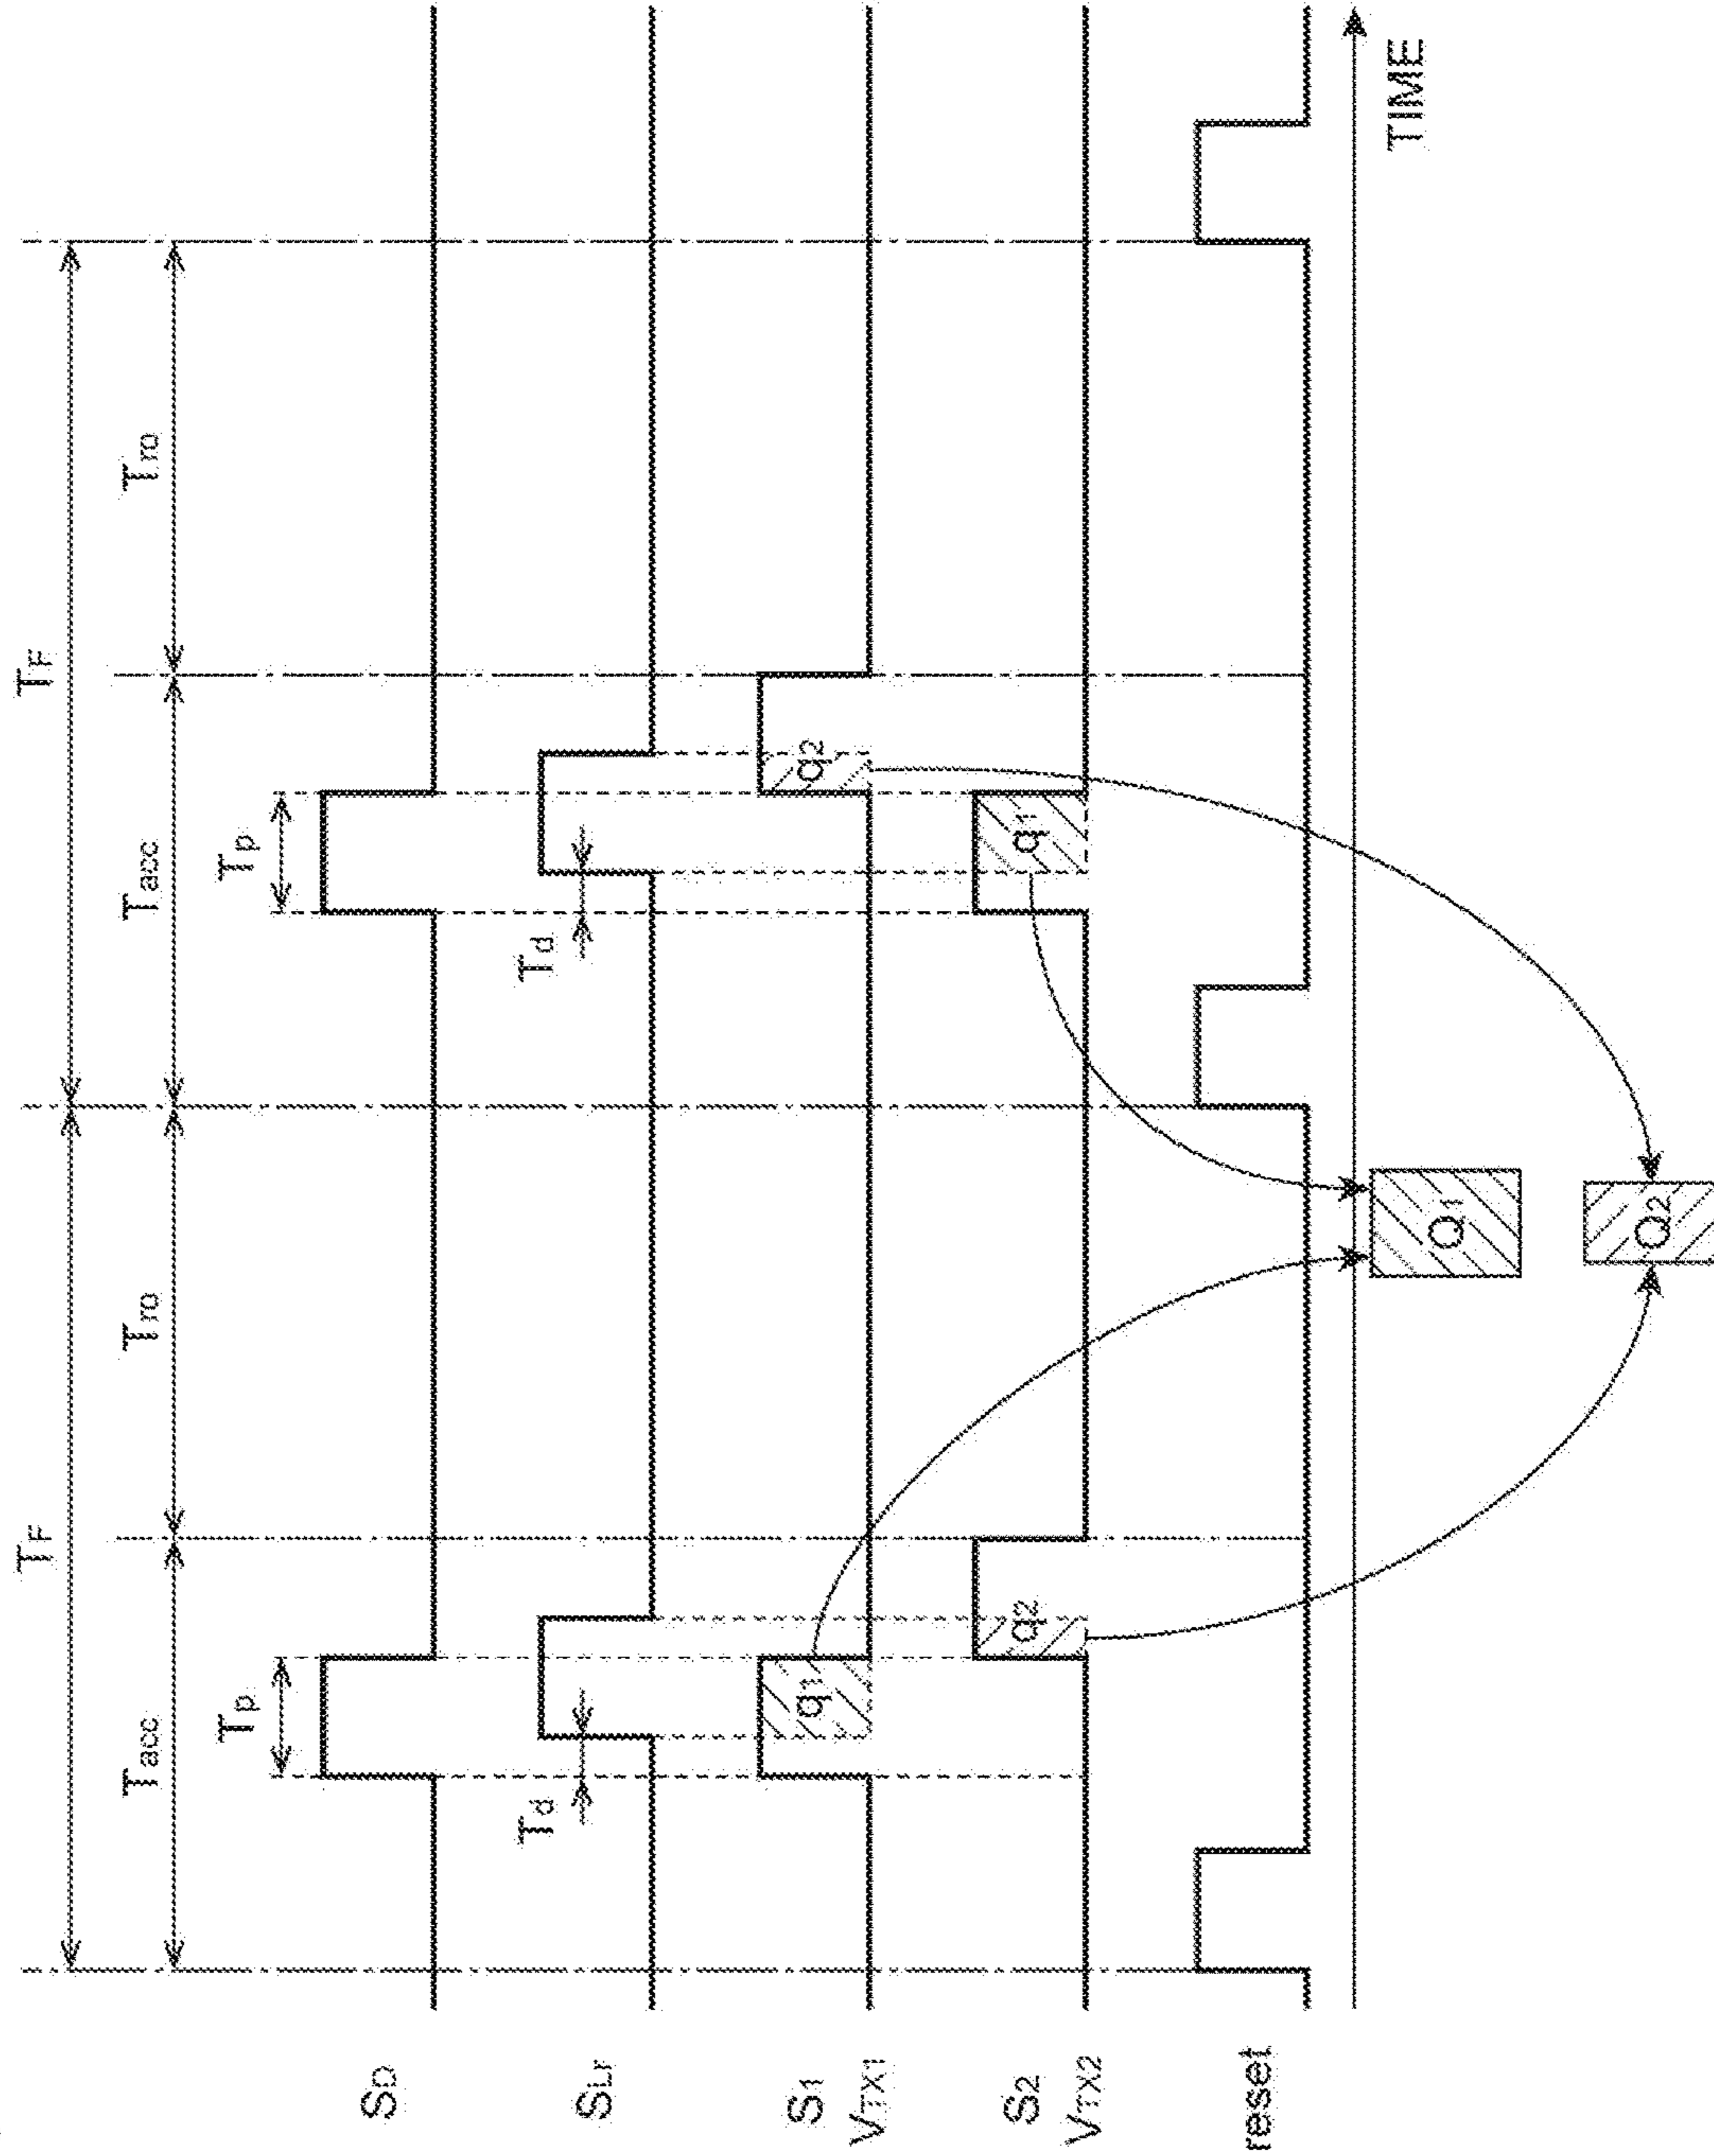 TF TF
Tacc Tro Tacc Tro
Tp Tp
SD
Td Td
SLr
S1
VTX1
q1 q2
S2
VTX2
q2 q1
reset
TIME
Q1
Q2